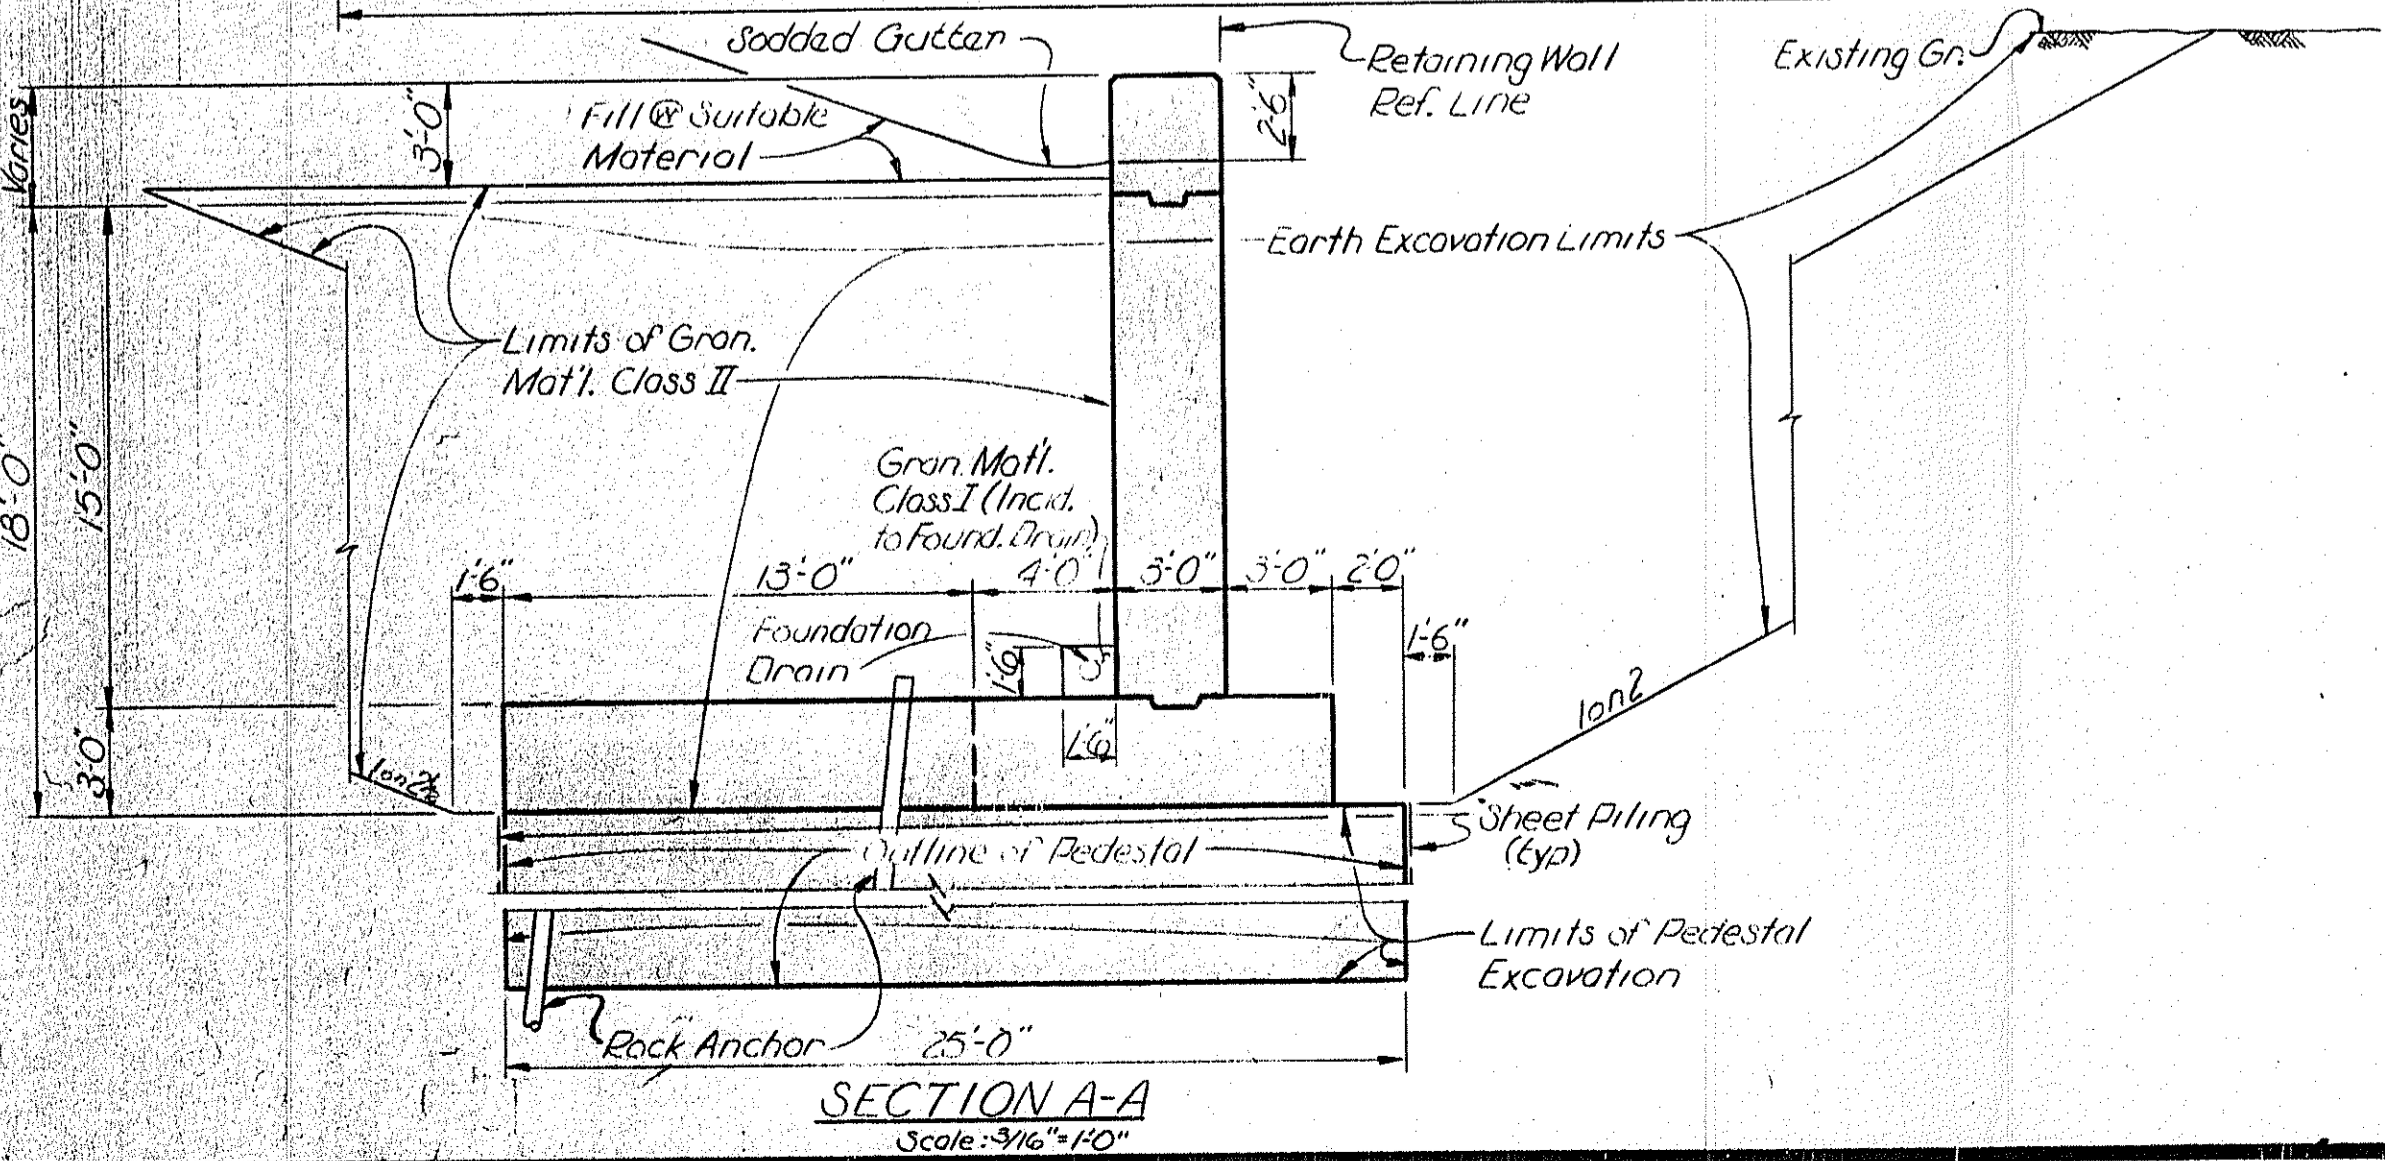 Sodded Gutter
Retaining Wall
Ref. Line
Existing Gr.
Varies
3'-0"
Fill W Suitable
Material
2'-6"
Earth Excavation Limits
Limits of Gran.
Mat'l. Class II
18'-0"
15'-0"
Gran. Mat'l.
Class I (Incid.
to Found. Drain)
1'-6"
13'-0"
4'-0"
3'-0"
3'-0"
2'-0"
1'-6"
Foundation
Drain
1'-6"
1'-6"
3'-0"
1 on 2
1 on 2
Sheet Piling
(typ)
Outline of Pedestal
Limits of Pedestal
Excavation
Rock Anchor
25'-0"
SECTION A-A
Scale: 3/16" = 1'-0"